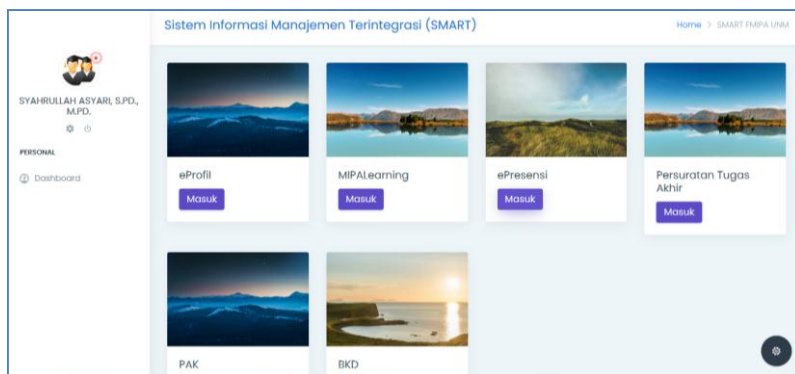 Sistem Informasi Manajemen Terintegrasi (SMART)
Home > SMART FMIPA UNM
SYAHRULLAH ASYARI, S.PD.,
M.PD.
PERSONAL
Dashboard
eProfil
Masuk
MIPALearning
Masuk
ePresensi
Masuk
Persuratan Tugas
Akhir
Masuk
PAK
BKD